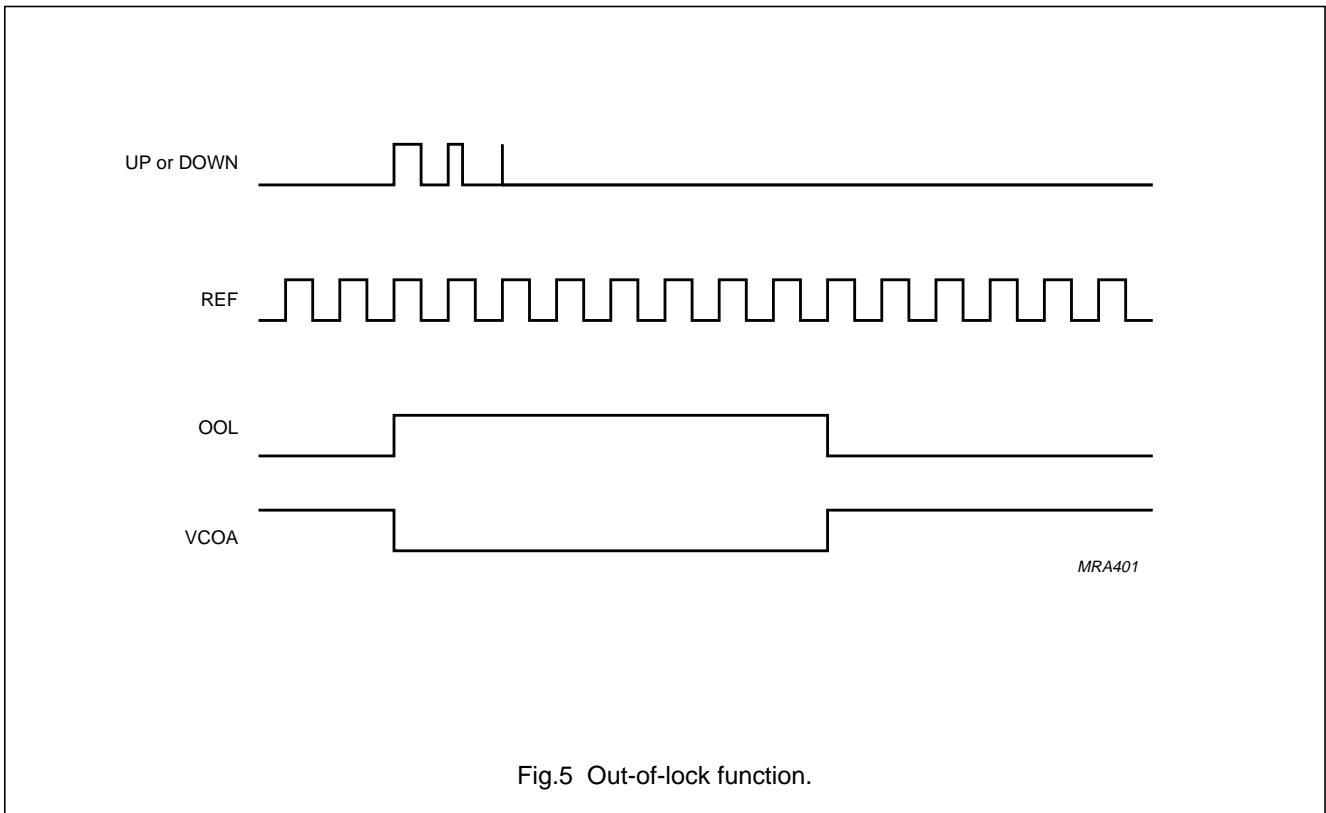 UP or DOWN
REF
OOL
VCOA
MRA401
Fig.5 Out-of-lock function.